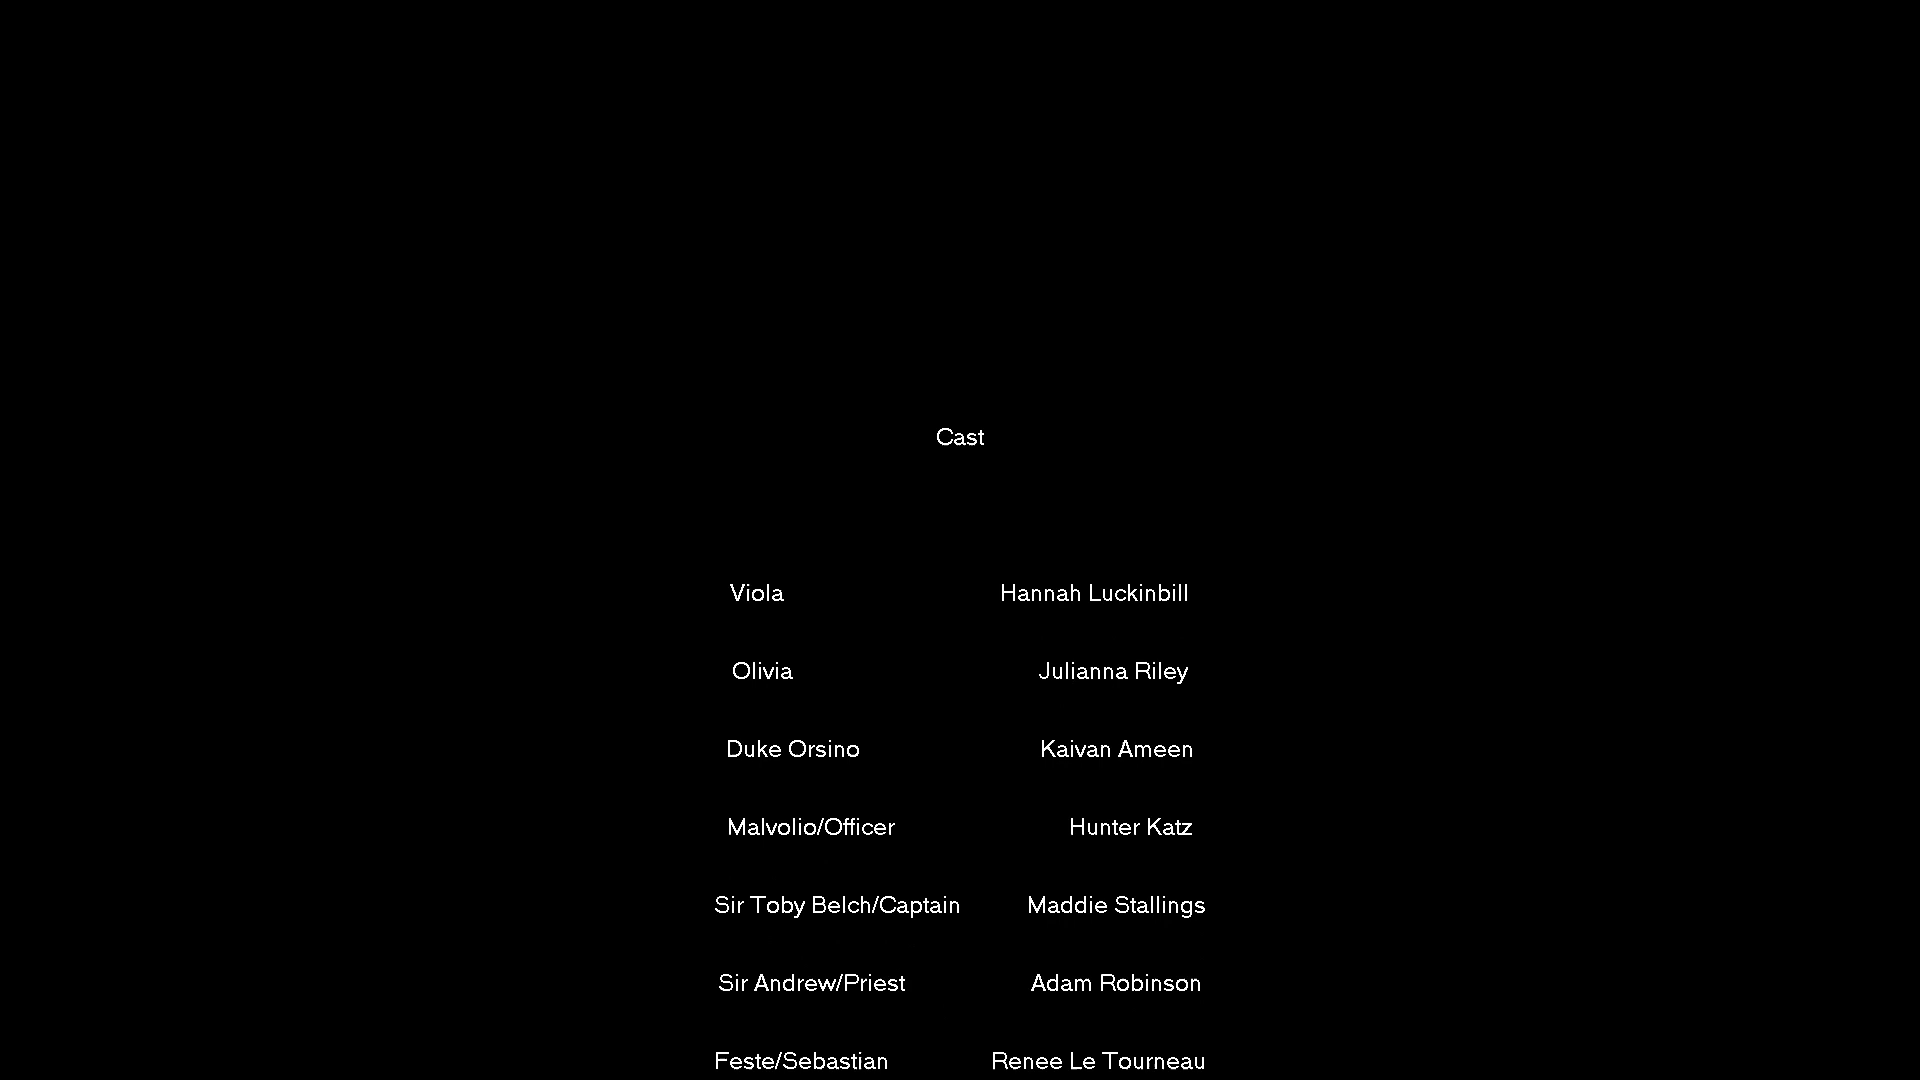 Cast
Viola Hannah Luckinbill
Olivia Julianna Riley
Duke Orsino Kaivan Ameen
Malvolio/Officer Hunter Katz
Sir Toby Belch/Captain Maddie Stallings
Sir Andrew/Priest Adam Robinson
Feste/Sebastian Renee Le Tourneau